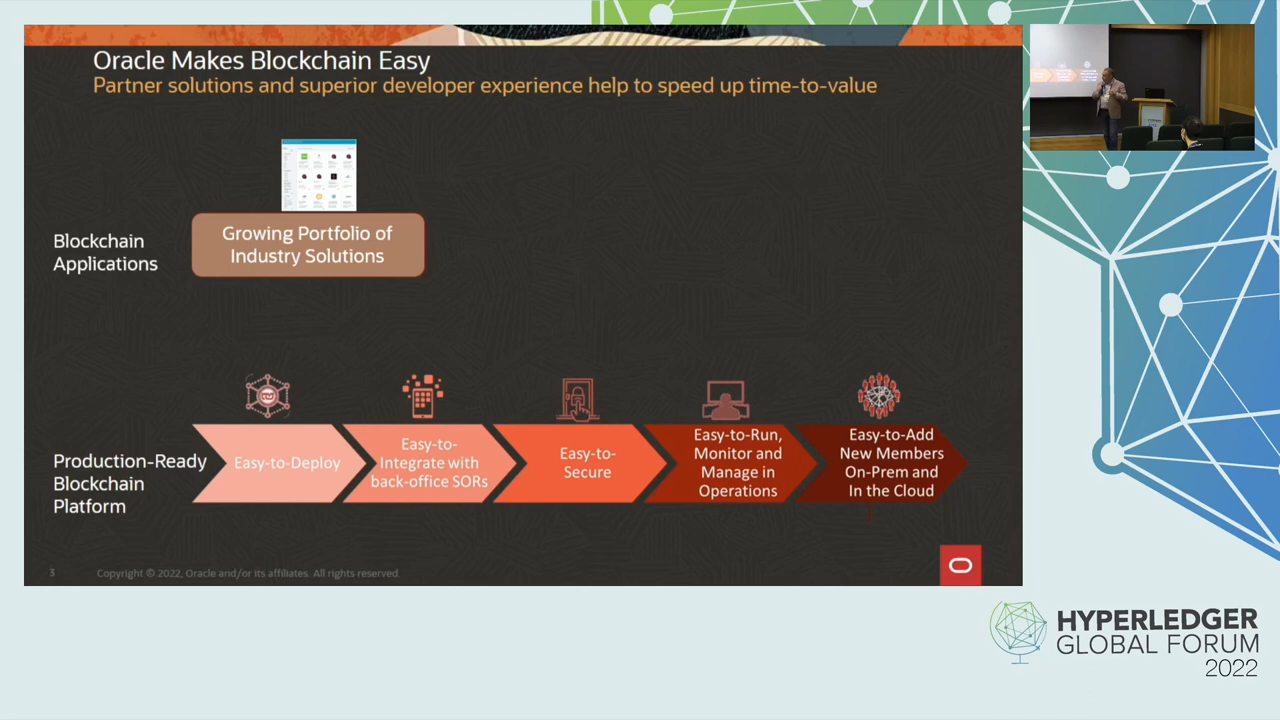 Oracle Makes Blockchain Easy
Partner solutions and superior developer experience help to speed up time-to-value
Blockchain
Applications
Growing Portfolio of
Industry Solutions
Production-Ready
Blockchain
Platform
Easy-to-Deploy
Easy-to-
Integrate with
back-office SORs
Easy-to-
Secure
Easy-to-Run,
Monitor and
Manage in
Operations
Easy-to-Add
New Members
On-Prem and
In the Cloud
3
Copyright © 2022, Oracle and/or its affiliates. All rights reserved.
HYPERLEDGER
GLOBAL FORUM
2022